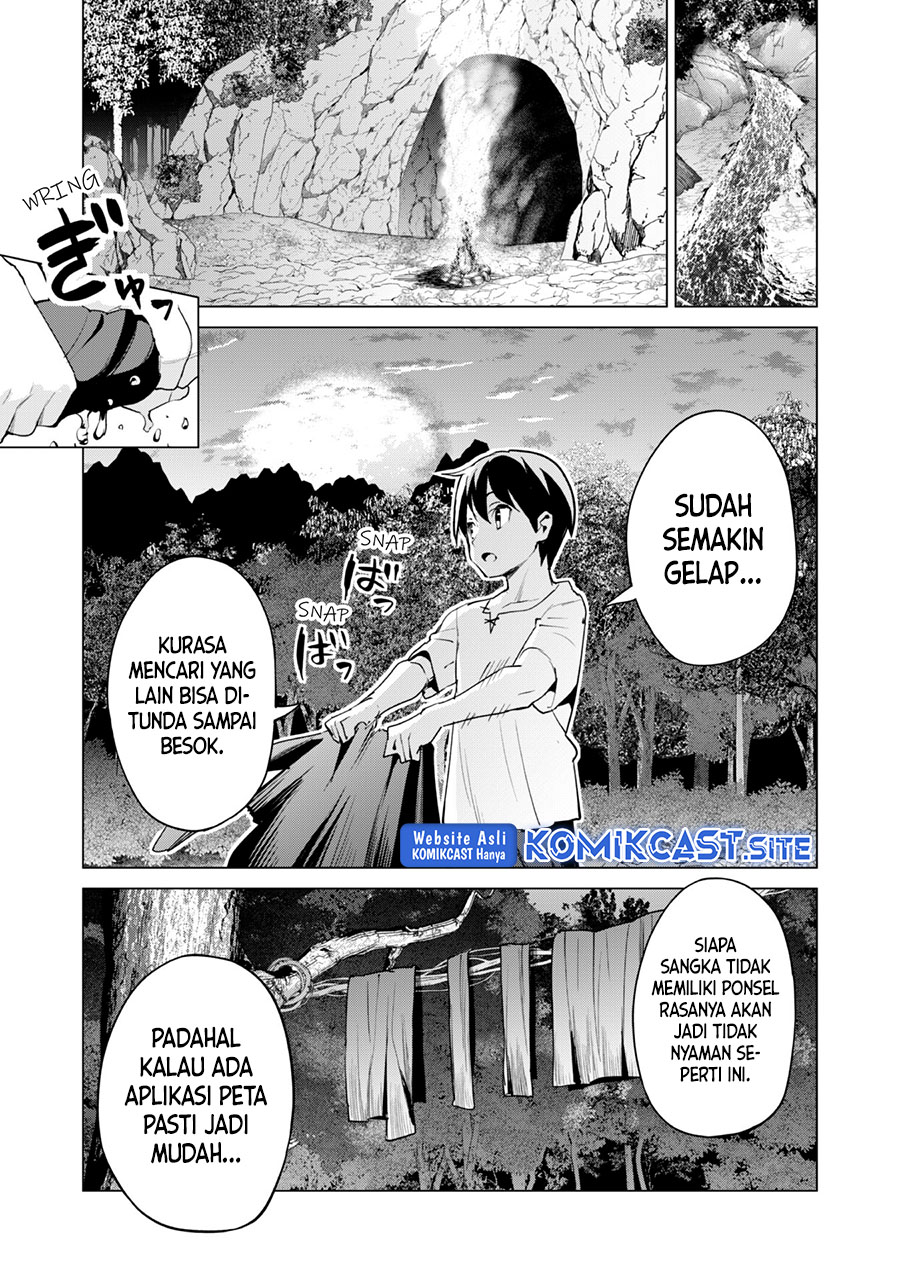 WRING
ぎゅっ
SUDAH
SEMAKIN
GELAP...
SNAP
ばっ
SNAP
ばっ
KURASA
MENCARI YANG
LAIN BISA DI-
TUNDA SAMPAI
BESOK.
Website Asli
KOMIKCAST Hanya
KOMIKCAST.SITE
SIAPA
SANGKA TIDAK
MEMILIKI PONSEL
RASANYA AKAN
JADI TIDAK
NYAMAN SE-
PERTI INI.
PADAHAL
KALAU ADA
APLIKASI PETA
PASTI JADI
MUDAH...